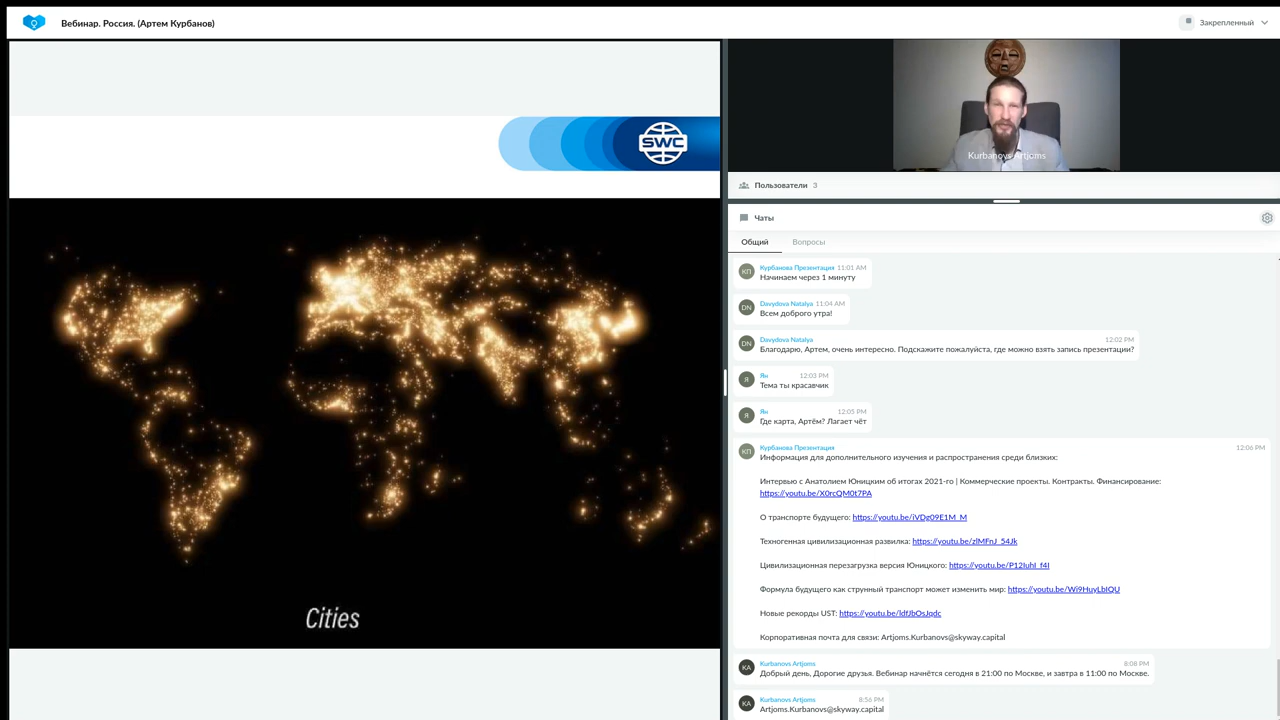 Вебинар. Россия. (Артем Курбанов)
Закрепленный
SWC
Cities
Kurbanovs Artjoms
Пользователи 3
Чаты
Общий Вопросы
КП Курбанова Презентация 11:01 AM
Начинаем через 1 минуту
DN Davydova Natalya 11:04 AM
Всем доброго утра!
DN Davydova Natalya 12:02 PM
Благодарю, Артем, очень интересно. Подскажите пожалуйста, где можно взять запись презентации?
Я Ян 12:03 PM
Тема ты красавчик
Я Ян 12:05 PM
Где карта, Артём? Лагает чёт
КП Курбанова Презентация 12:06 PM
Информация для дополнительного изучения и распространения среди близких:
Интервью с Анатолием Юницким об итогах 2021-го | Коммерческие проекты. Контракты. Финансирование:
https://youtu.be/X0rcQM0t7PA
О транспорте будущего: https://youtu.be/iVDg09E1M_M
Техногенная цивилизационная развилка: https://youtu.be/zlMFnJ_54Jk
Цивилизационная перезагрузка версия Юницкого: https://youtu.be/P12IuhI_f4I
Формула будущего как струнный транспорт может изменить мир: https://youtu.be/Wi9HuyLbIQU
Новые рекорды UST: https://youtu.be/ldfJbOsJqdc
Корпоративная почта для связи: Artjoms.Kurbanovs@skyway.capital
KA Kurbanovs Artjoms 8:08 PM
Добрый день, Дорогие друзья. Вебинар начнётся сегодня в 21:00 по Москве, и завтра в 11:00 по Москве.
KA Kurbanovs Artjoms 8:56 PM
Artjoms.Kurbanovs@skyway.capital